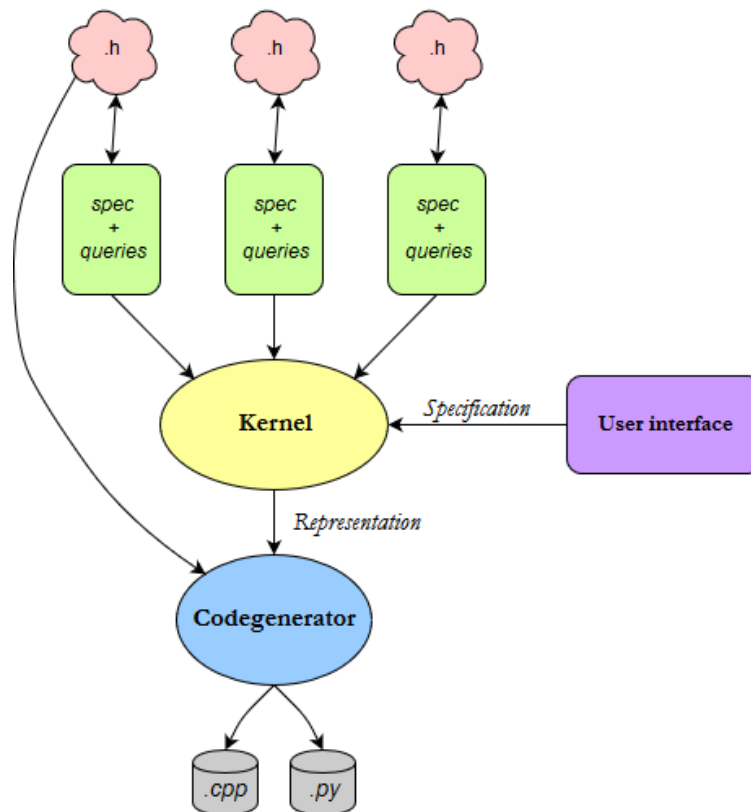 .h
.h
.h
spec
+
queries
spec
+
queries
spec
+
queries
Kernel
Specification
User interface
Representation
Codegenerator
.cpp
.py